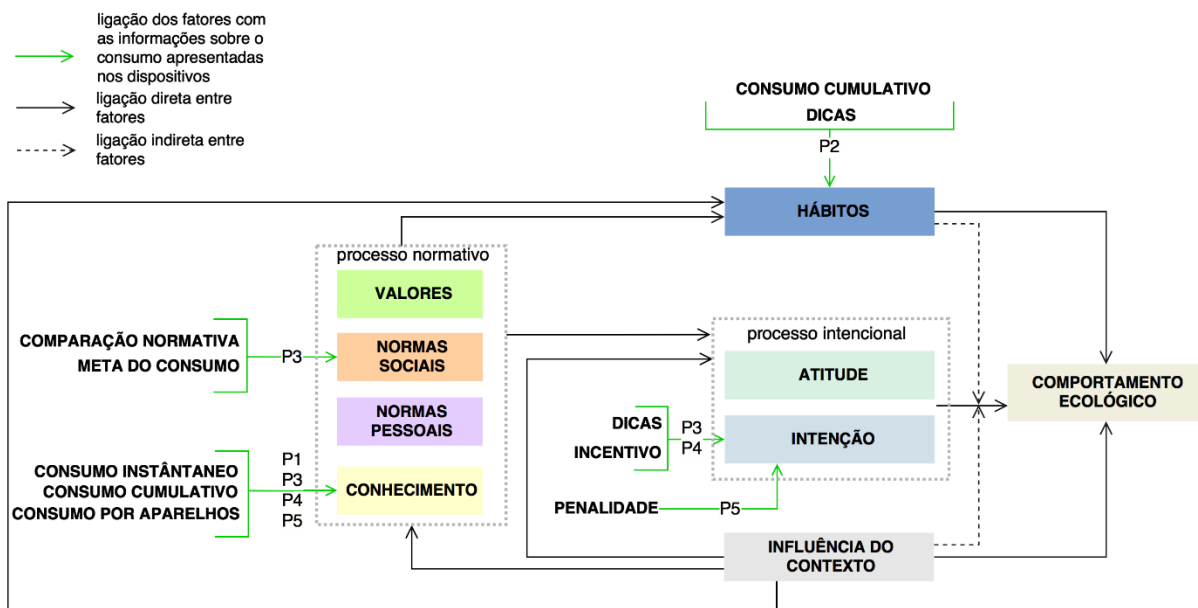 ligação dos fatores com
as informações sobre o
consumo apresentadas
nos dispositivos
ligação direta entre
fatores
ligação indireta entre
fatores
CONSUMO CUMULATIVO
DICAS
P2
HÁBITOS
processo normativo
VALORES
COMPARAÇÃO NORMATIVA
META DO CONSUMO
P3
NORMAS
SOCIAIS
NORMAS
PESSOAIS
CONSUMO INSTÂNTANEO
CONSUMO CUMULATIVO
CONSUMO POR APARELHOS
P1
P3
P4
P5
CONHECIMENTO
processo intencional
ATITUDE
DICAS
INCENTIVO
P3
P4
INTENÇÃO
PENALIDADE
P5
COMPORTAMENTO
ECOLÓGICO
INFLUÊNCIA DO
CONTEXTO